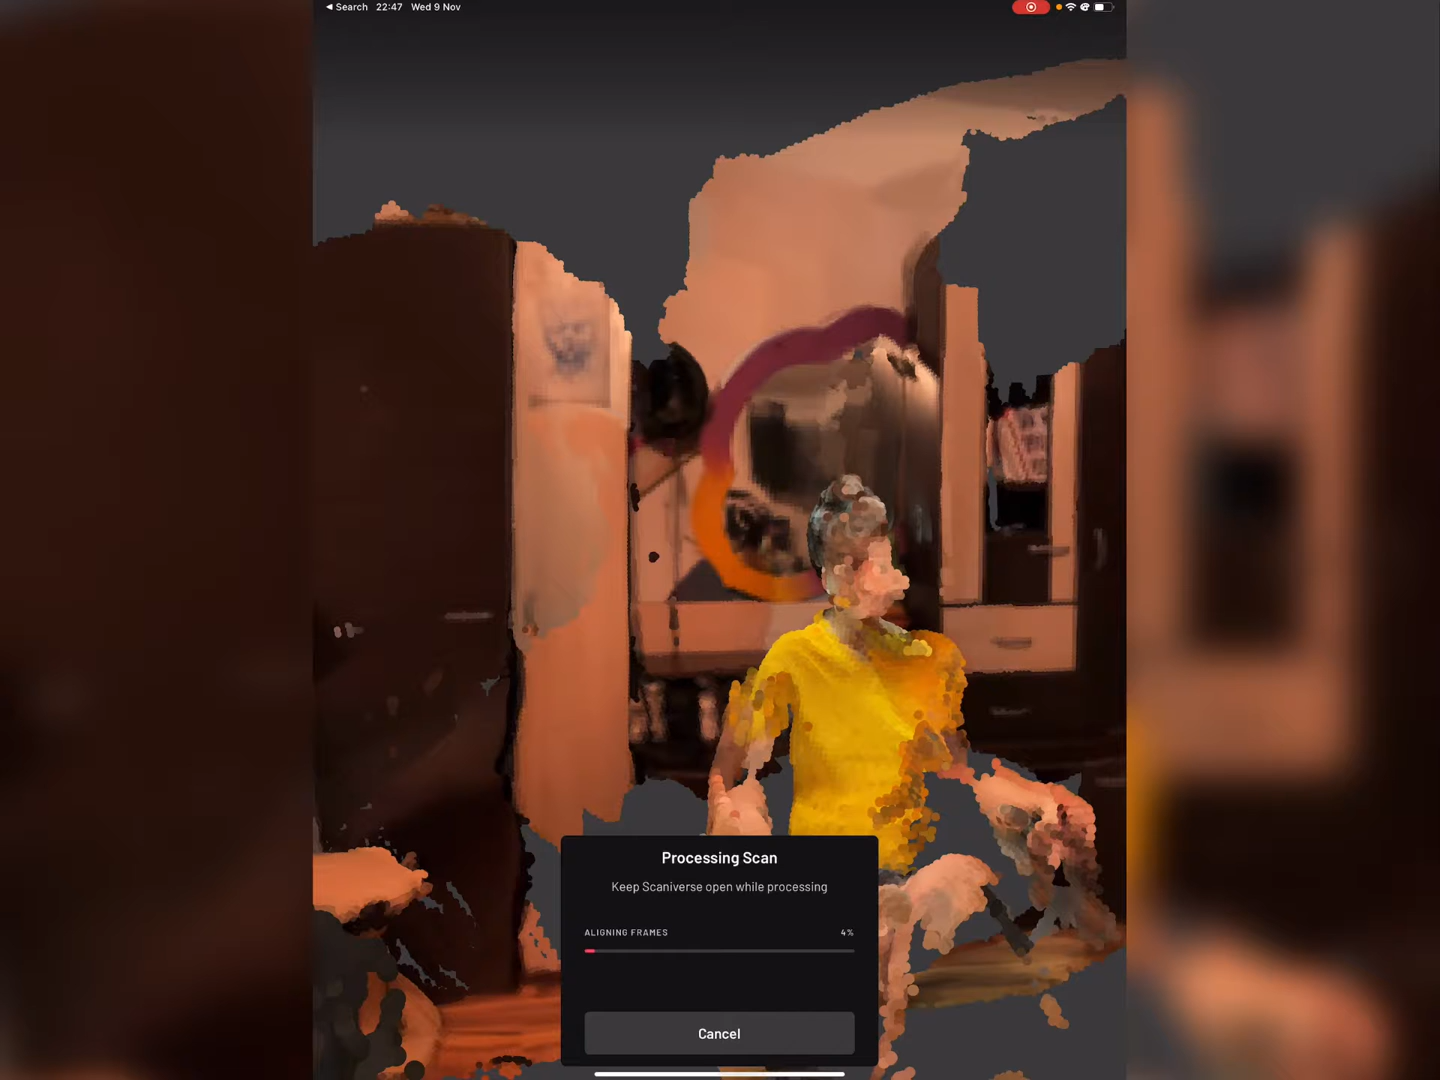 Search 22:47 Wed 9 Nov
Processing Scan
Keep Scaniverse open while processing
ALIGNING FRAMES 4%
Cancel